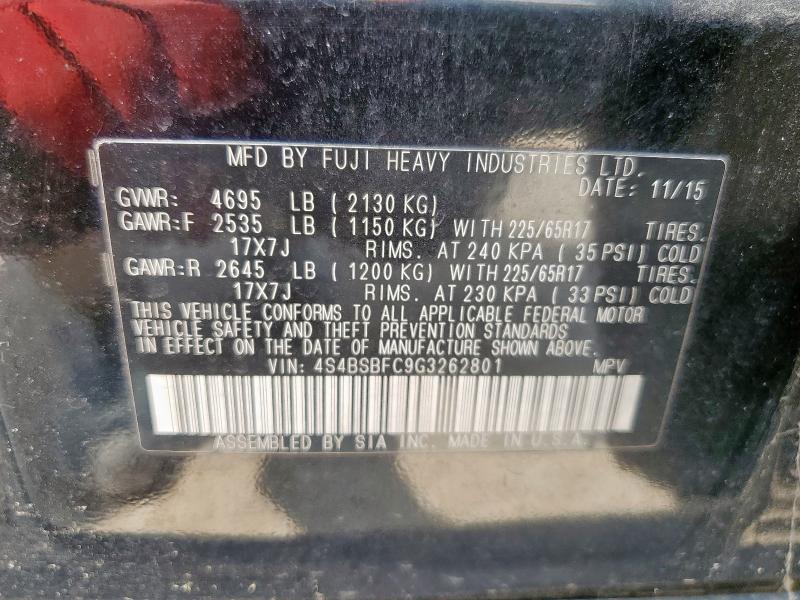 MFD BY FUJI HEAVY INDUSTRIES LTD.
DATE: 11/15
GVWR: 4695 LB ( 2130 KG)
GAWR:F 2535 LB ( 1150 KG) WITH 225/65R17 TIRES.
17X7J RIMS. AT 240 KPA ( 35 PSI) COLD
GAWR:R 2645 LB ( 1200 KG) WITH 225/65R17 TIRES.
17X7J RIMS. AT 230 KPA ( 33 PSI) COLD
THIS VEHICLE CONFORMS TO ALL APPLICABLE FEDERAL MOTOR
VEHICLE SAFETY AND THEFT PREVENTION STANDARDS
IN EFFECT ON THE DATE OF MANUFACTURE SHOWN ABOVE.
VIN: 4S4BSBFC9G3262801 MPV
ASSEMBLED BY SIA INC. MADE IN U.S.A.